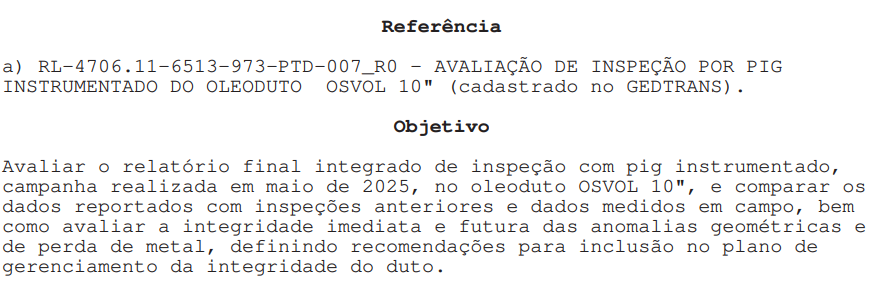 Referência
a) RL-4706.11-6513-973-PTD-007_R0 - AVALIAÇÃO DE INSPEÇÃO POR PIG
INSTRUMENTADO DO OLEODUTO  OSVOL 10" (cadastrado no GEDTRANS).
Objetivo
Avaliar o relatório final integrado de inspeção com pig instrumentado,
campanha realizada em maio de 2025, no oleoduto OSVOL 10", e comparar os
dados reportados com inspeções anteriores e dados medidos em campo, bem
como avaliar a integridade imediata e futura das anomalias geométricas e
de perda de metal, definindo recomendações para inclusão no plano de
gerenciamento da integridade do duto.